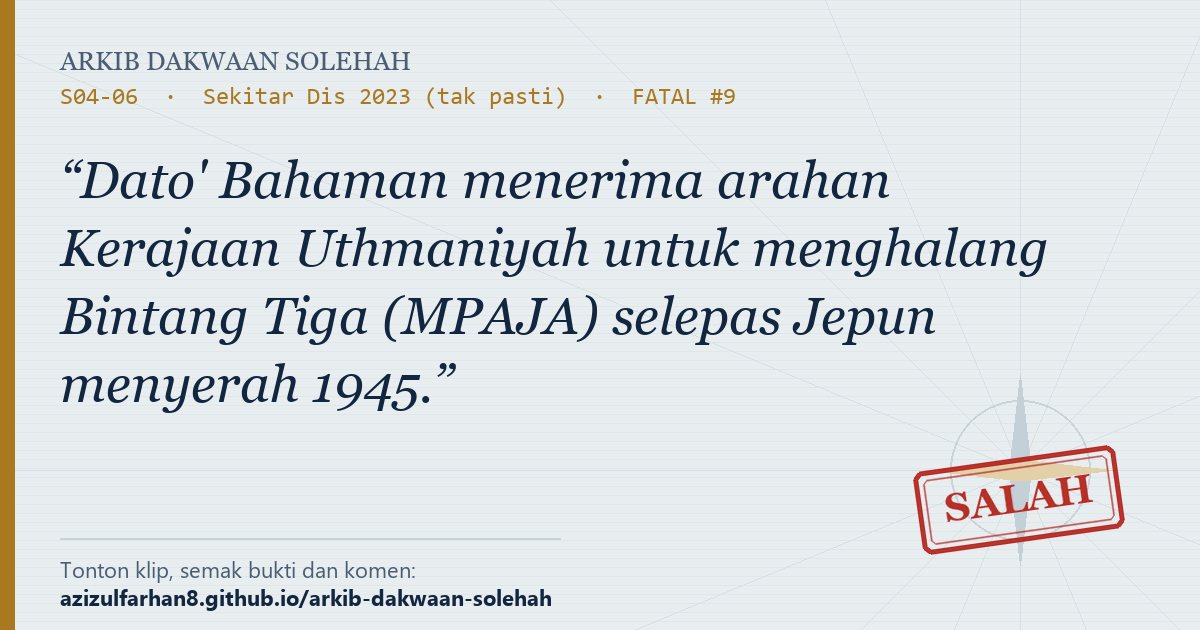 ARKIB DAKWAAN SOLEHAH
S04-06 · Sekitar Dis 2023 (tak pasti) · FATAL #9
“Dato' Bahaman menerima arahan
Kerajaan Uthmaniyah untuk menghalang
Bintang Tiga (MPAJA) selepas Jepun
menyerah 1945.”
SALAH
Tonton klip, semak bukti dan komen:
azizulfarhan8.github.io/arkib-dakwaan-solehah